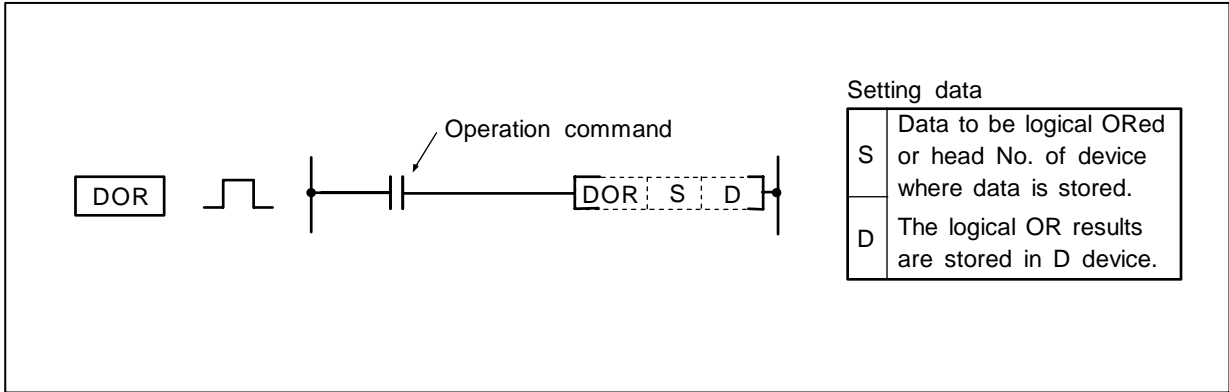 Operation command
DOR
DOR S D
Setting data
S
Data to be logical ORed
or head No. of device
where data is stored.
D
The logical OR results
are stored in D device.